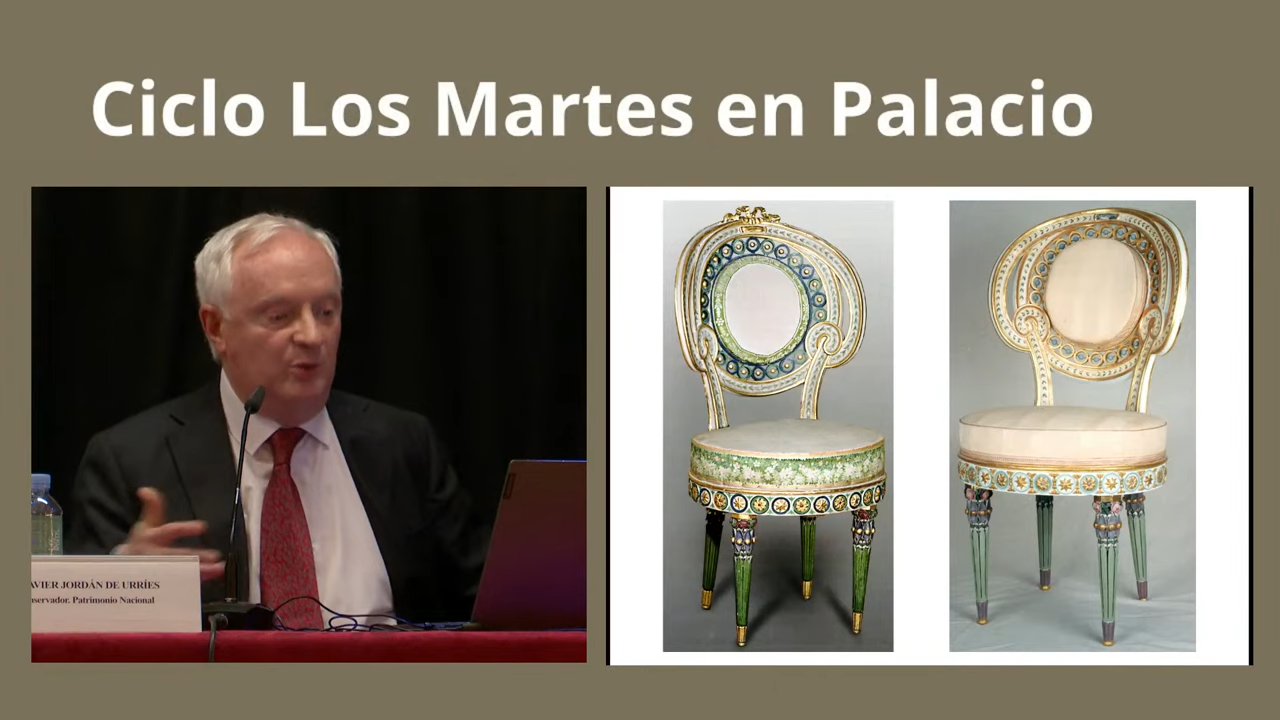 Ciclo Los Martes en Palacio
AVIER JORDÁN DE URRÍES
nservador. Patrimonio Nacional